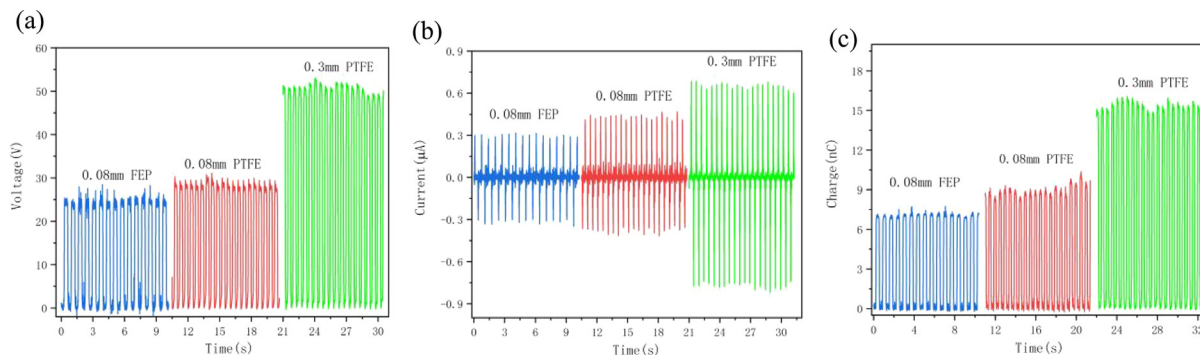 (a)
60
50
40
30
20
10
0
Voltage(V)
0.08mm FEP
0.08mm PTFE
0.3mm PTFE
0 3 6 9 12 15 18 21 24 27 30
Time(s)
(b)
0.9
0.6
0.3
0.0
-0.3
-0.6
-0.9
Current(μA)
0.08mm FEP
0.08mm PTFE
0.3mm PTFE
0 3 6 9 12 15 18 21 24 27 30
Time(s)
(c)
18
15
12
9
6
3
0
Charge(nC)
0.08mm FEP
0.08mm PTFE
0.3mm PTFE
0 4 8 12 16 20 24 28 32
Time(s)